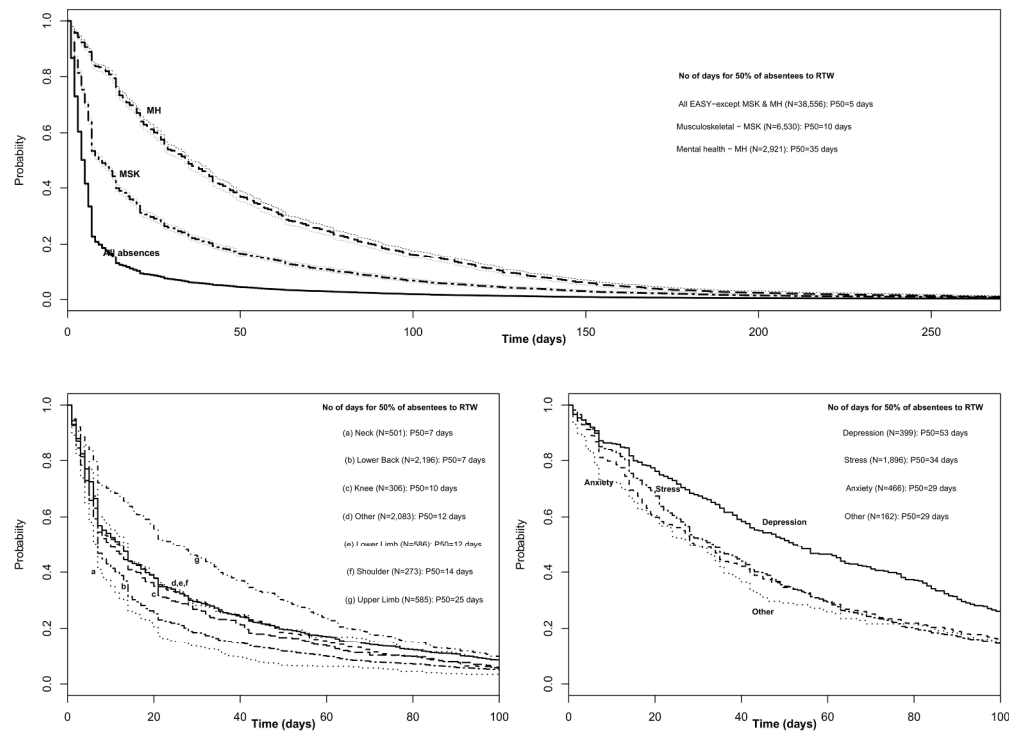 No of days for 50% of absentees to RTW
All EASY−except MSK & MH (N=38,556): P50=5 days
Musculoskeletal − MSK (N=6,530): P50=10 days
Mental health − MH (N=2,921): P50=35 days
MH
MSK
All absences
Probability
0.0
0.2
0.4
0.6
0.8
1.0
0
50
100
150
200
250
Time (days)
No of days for 50% of absentees to RTW
(a) Neck (N=501): P50=7 days
(b) Lower Back (N=2,196): P50=7 days
(c) Knee (N=306): P50=10 days
(d) Other (N=2,083): P50=12 days
(e) Lower Limb (N=586): P50=12 days
(f) Shoulder (N=273): P50=14 days
(g) Upper Limb (N=585): P50=25 days
g
d,e,f
c
b
a
Probability
0.0
0.2
0.4
0.6
0.8
1.0
0
20
40
60
80
100
Time (days)
No of days for 50% of absentees to RTW
Depression (N=399): P50=53 days
Stress (N=1,896): P50=34 days
Anxiety (N=466): P50=29 days
Other (N=162): P50=29 days
Anxiety
Stress
Depression
Other
Probability
0.0
0.2
0.4
0.6
0.8
1.0
0
20
40
60
80
100
Time (days)